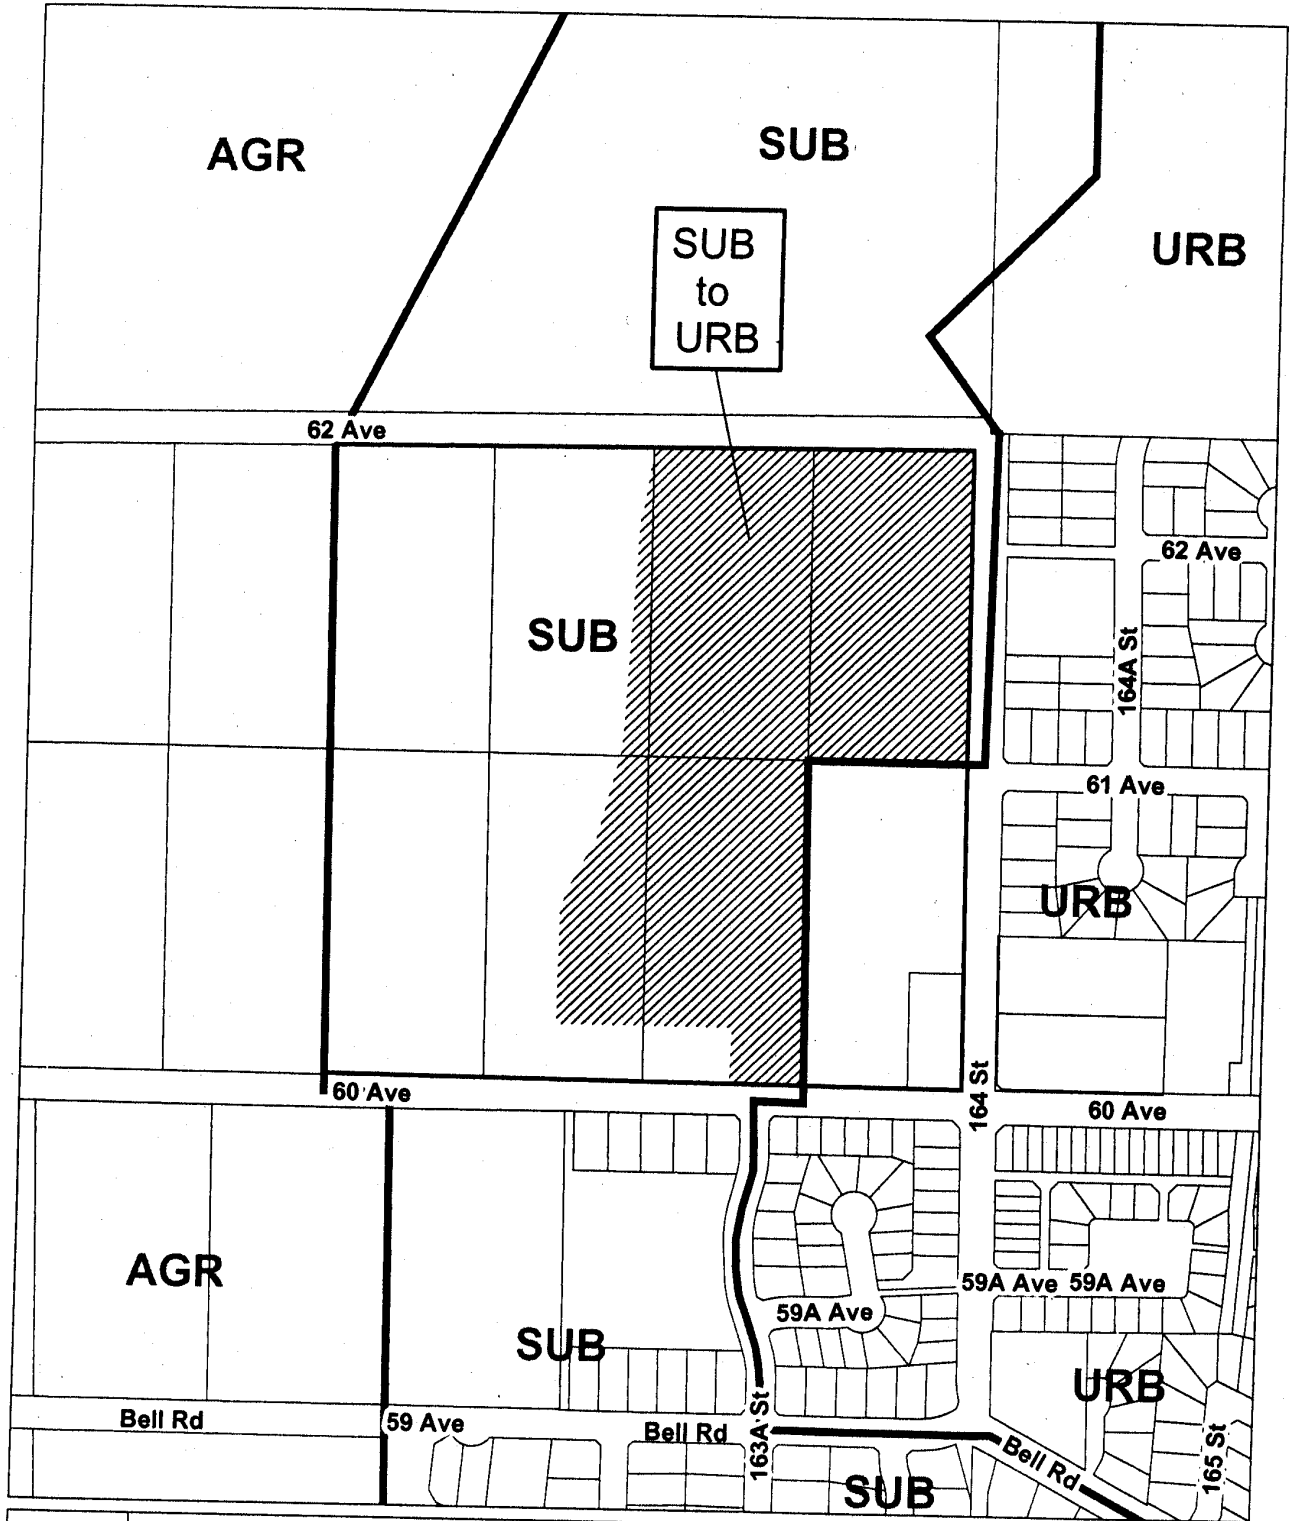 AGR
SUB
URB
SUB
to
URB
62 Ave
62 Ave
SUB
164A St
61 Ave
URB
60 Ave
164 St
60 Ave
AGR
59A Ave
59A Ave
59A Ave
SUB
URB
Bell Rd
59 Ave
Bell Rd
163A St
Bell Rd
165 St
SUB